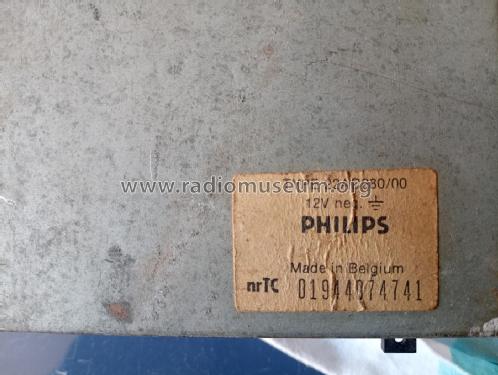 www.radiomuseum.org
12V neg.
PHILIPS
Made in Belgium
nrTC 01944074741